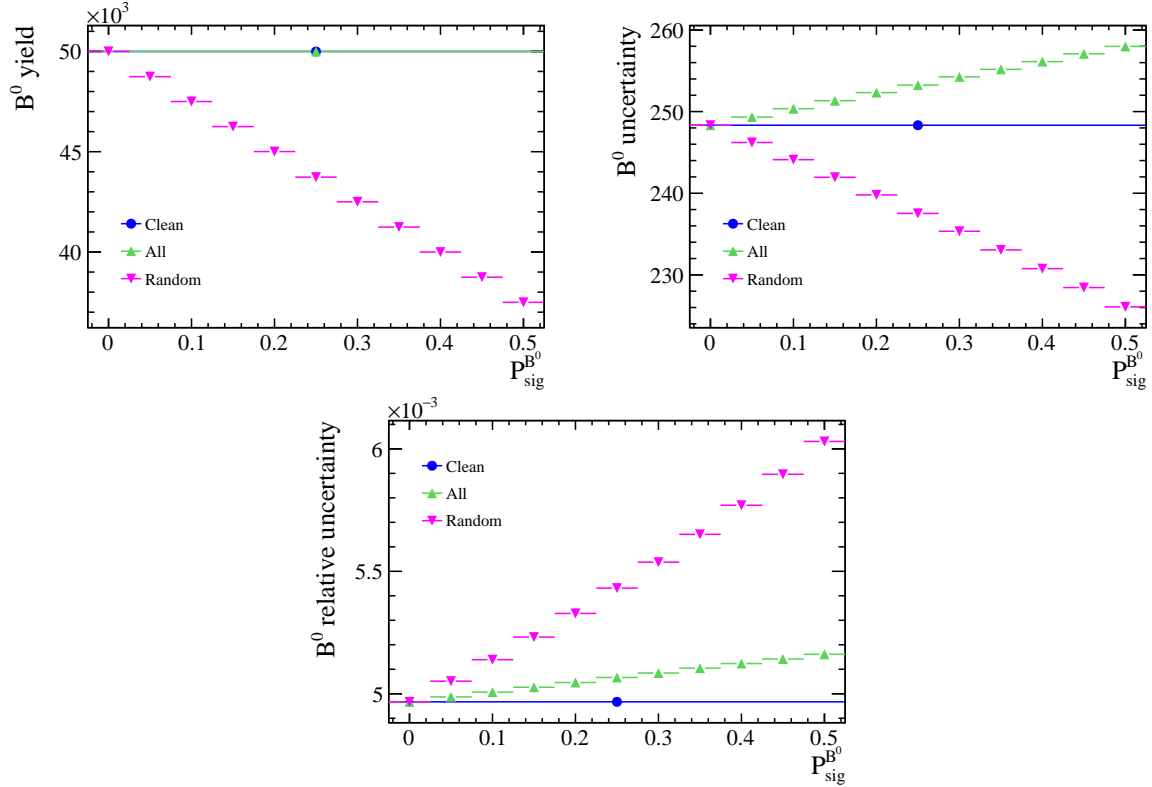 ×10³
B⁰ yield
50
45
40
Clean
All
Random
0 0.1 0.2 0.3 0.4 0.5
P_sig^B⁰
B⁰ uncertainty
260
250
240
230
Clean
All
Random
0 0.1 0.2 0.3 0.4 0.5
P_sig^B⁰
×10⁻³
B⁰ relative uncertainty
6
5.5
5
Clean
All
Random
0 0.1 0.2 0.3 0.4 0.5
P_sig^B⁰